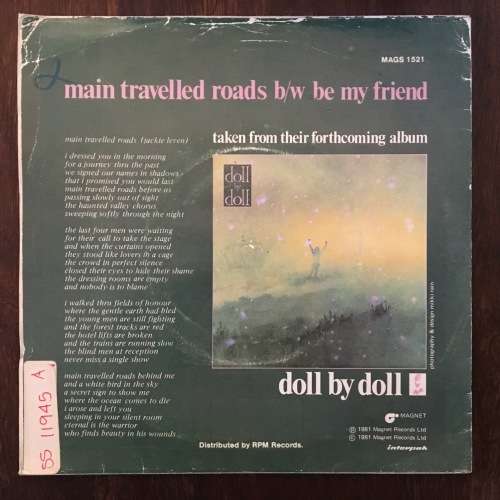 MAGS 1521
2
main travelled roads b/w be my friend
main travelled roads (jackie leven)
i dressed you in the morning
for a journey thru the past
we signed our names in shadows
that i promised you would last
main travelled roads before us
passing slowly out of sight
the haunted valley chorus
sweeping softly through the night
the last four men were waiting
for their call to take the stage
and when the curtains opened
they stood like lovers in a cage
the crowd in perfect silence
closed their eyes to hide their shame
the dressing rooms are empty
and nobody is to blame
i walked thru fields of honour
where the gentle earth had bled
the young men are still fighting
and the forest tracks are red
the hotel lifts are broken
and the trains are running slow
the blind men at reception
never miss a single show
main travelled roads behind me
and a white bird in the sky
a secret sign to show me
where the ocean comes to die
i arose and left you
sleeping in your silent room
eternal is the warrior
who finds beauty in his wounds
taken from their forthcoming album
doll
by
doll
photography & design mikki rain
doll by doll
SS 11945 A
Distributed by RPM Records.
MAGNET
℗ 1981 Magnet Records Ltd
© 1981 Magnet Records Ltd
interpak